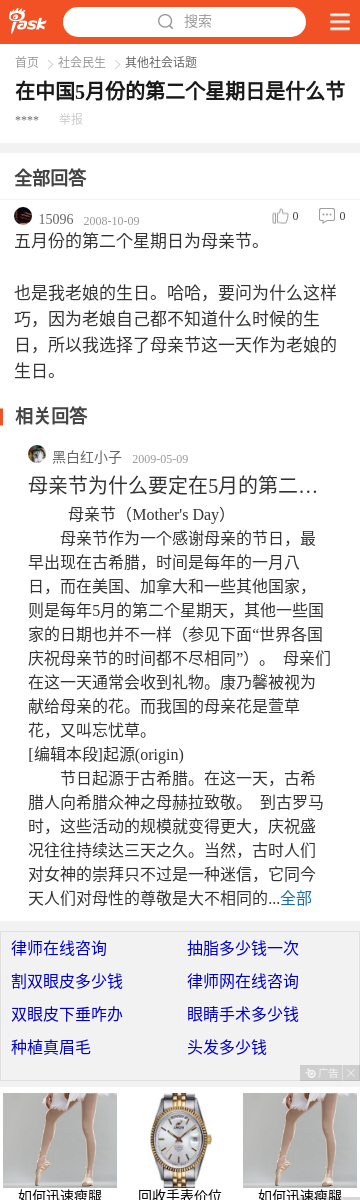 iask
搜索
首页 > 社会民生 > 其他社会话题
在中国5月份的第二个星期日是什么节
**** 举报
全部回答
15096 2008-10-09 0 0
五月份的第二个星期日为母亲节。
也是我老娘的生日。哈哈，要问为什么这样
巧，因为老娘自己都不知道什么时候的生
日，所以我选择了母亲节这一天作为老娘的
生日。
相关回答
黑白红小子 2009-05-09
母亲节为什么要定在5月的第二…
母亲节（Mother's Day）
母亲节作为一个感谢母亲的节日，最
早出现在古希腊，时间是每年的一月八
日，而在美国、加拿大和一些其他国家，
则是每年5月的第二个星期天，其他一些国
家的日期也并不一样（参见下面“世界各国
庆祝母亲节的时间都不尽相同”）。 母亲们
在这一天通常会收到礼物。康乃馨被视为
献给母亲的花。而我国的母亲花是萱草
花，又叫忘忧草。
[编辑本段]起源(origin)
节日起源于古希腊。在这一天，古希
腊人向希腊众神之母赫拉致敬。 到古罗马
时，这些活动的规模就变得更大，庆祝盛
况往往持续达三天之久。当然，古时人们
对女神的崇拜只不过是一种迷信，它同今
天人们对母性的尊敬是大不相同的...全部
律师在线咨询 抽脂多少钱一次
割双眼皮多少钱 律师网在线咨询
双眼皮下垂咋办 眼睛手术多少钱
种植真眉毛 头发多少钱
广告
如何迅速瘦腿 回收手表价位 如何迅速瘦腿